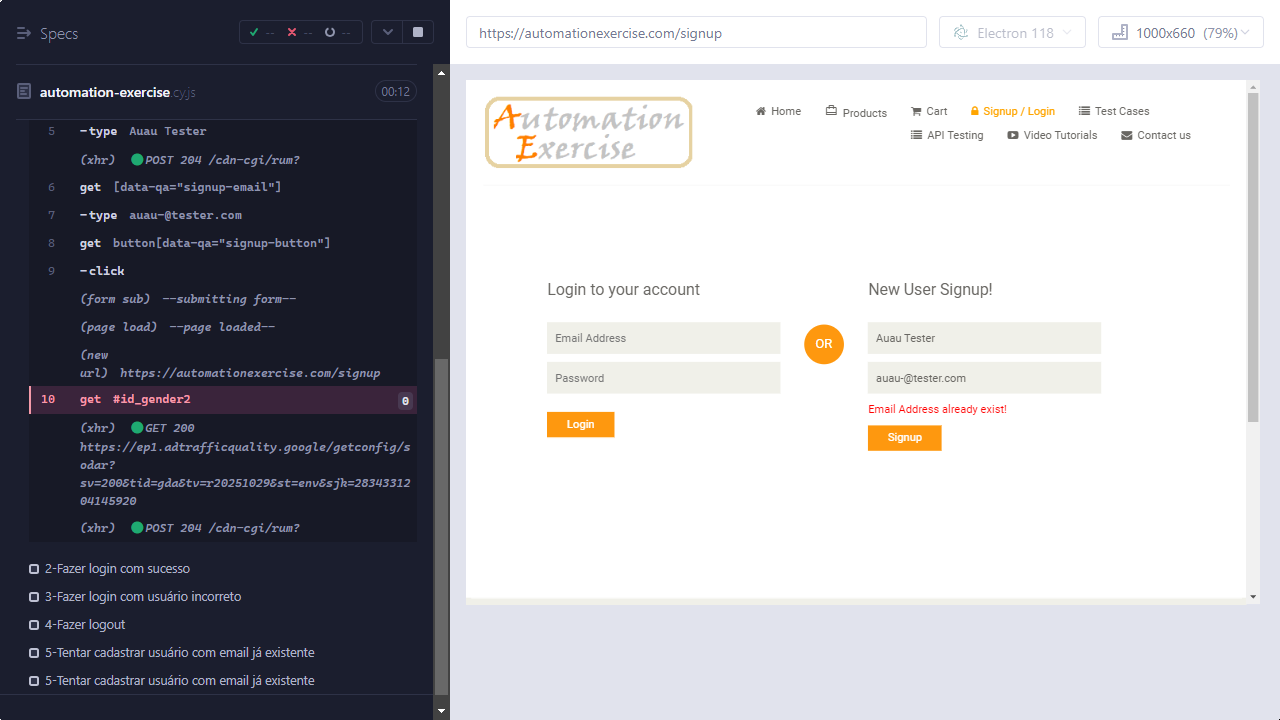 Specs
-- -- --
automation-exercise.cy.js 00:12
5 -type Auau Tester
(xhr) POST 204 /cdn-cgi/rum?
6 get [data-qa="signup-email"]
7 -type auau-@tester.com
8 get button[data-qa="signup-button"]
9 -click
(form sub) --submitting form--
(page load) --page loaded--
(new
url) https://automationexercise.com/signup
10 get #id_gender2 0
(xhr) GET 200
https://ep1.adtrafficquality.google/getconfig/s
odar?
sv=200&tid=gda&tv=r20251029&st=env&sjk=28343312
04145920
(xhr) POST 204 /cdn-cgi/rum?
2-Fazer login com sucesso
3-Fazer login com usuário incorreto
4-Fazer logout
5-Tentar cadastrar usuário com email já existente
5-Tentar cadastrar usuário com email já existente
https://automationexercise.com/signup
Electron 118
1000x660 (79%)
Automation
Exercise
Home Products Cart Signup / Login Test Cases
API Testing Video Tutorials Contact us
Login to your account
Email Address
Password
Login
OR
New User Signup!
Auau Tester
auau-@tester.com
Email Address already exist!
Signup